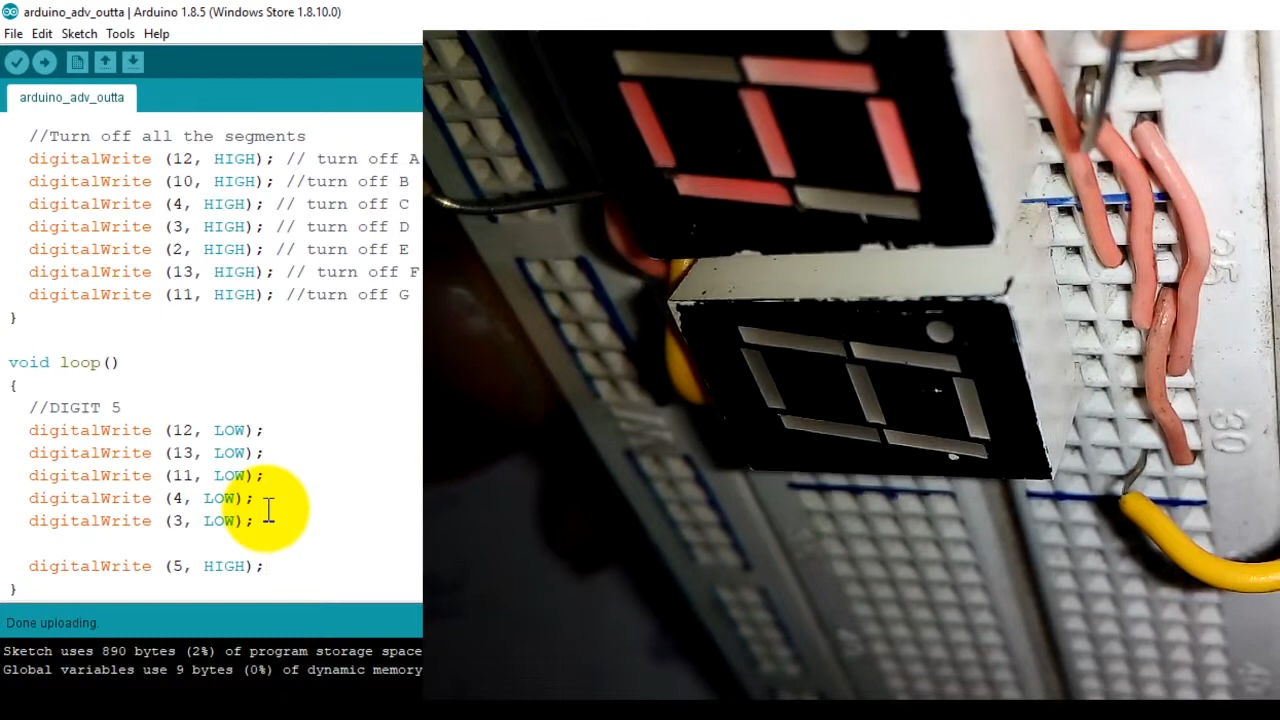 arduino_adv_outta | Arduino 1.8.5 (Windows Store 1.8.10.0)
File Edit Sketch Tools Help
arduino_adv_outta
//Turn off all the segments
digitalWrite (12, HIGH); // turn off A
digitalWrite (10, HIGH); //turn off B
digitalWrite (4, HIGH); // turn off C
digitalWrite (3, HIGH); // turn off D
digitalWrite (2, HIGH); // turn off E
digitalWrite (13, HIGH); // turn off F
digitalWrite (11, HIGH); //turn off G
}
void loop()
{
//DIGIT 5
digitalWrite (12, LOW);
digitalWrite (13, LOW);
digitalWrite (11, LOW);
digitalWrite (4, LOW);
digitalWrite (3, LOW);
digitalWrite (5, HIGH);
}
Done uploading.
Sketch uses 890 bytes (2%) of program storage space
Global variables use 9 bytes (0%) of dynamic memory
25
30